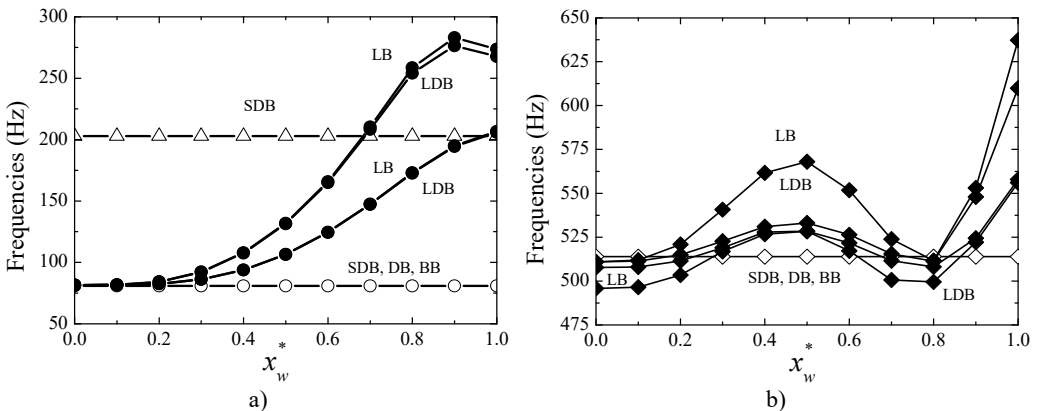 Frequencies (Hz)
300
250
200
150
100
50
LB
LDB
SDB
LB
LDB
SDB, DB, BB
0.0 0.2 0.4 0.6 0.8 1.0
x*w
a)
Frequencies (Hz)
650
625
600
575
550
525
500
475
LB
LDB
SDB, DB, BB
LB
LDB
0.0 0.2 0.4 0.6 0.8 1.0
x*w
b)